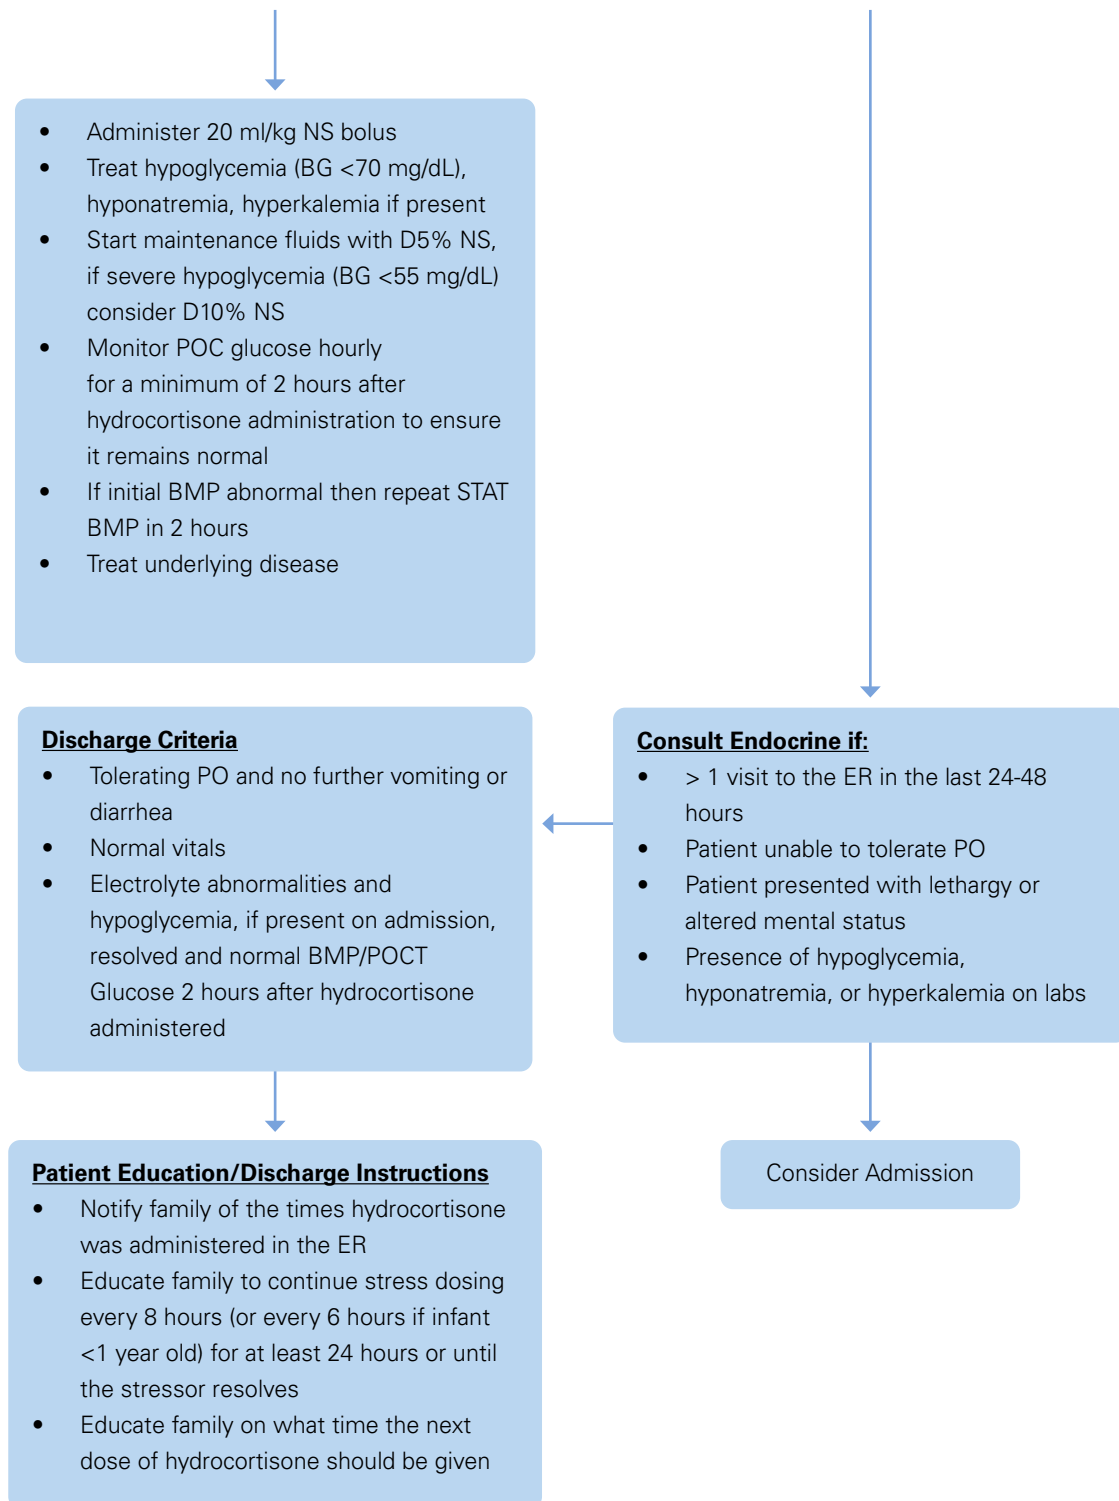 • Administer 20 ml/kg NS bolus
• Treat hypoglycemia (BG <70 mg/dL),
hyponatremia, hyperkalemia if present
• Start maintenance fluids with D5% NS,
if severe hypoglycemia (BG <55 mg/dL)
consider D10% NS
• Monitor POC glucose hourly
for a minimum of 2 hours after
hydrocortisone administration to ensure
it remains normal
• If initial BMP abnormal then repeat STAT
BMP in 2 hours
• Treat underlying disease
Discharge Criteria
• Tolerating PO and no further vomiting or
diarrhea
• Normal vitals
• Electrolyte abnormalities and
hypoglycemia, if present on admission,
resolved and normal BMP/POCT
Glucose 2 hours after hydrocortisone
administered
Consult Endocrine if:
• > 1 visit to the ER in the last 24-48
hours
• Patient unable to tolerate PO
• Patient presented with lethargy or
altered mental status
• Presence of hypoglycemia,
hyponatremia, or hyperkalemia on labs
Patient Education/Discharge Instructions
• Notify family of the times hydrocortisone
was administered in the ER
• Educate family to continue stress dosing
every 8 hours (or every 6 hours if infant
<1 year old) for at least 24 hours or until
the stressor resolves
• Educate family on what time the next
dose of hydrocortisone should be given
Consider Admission